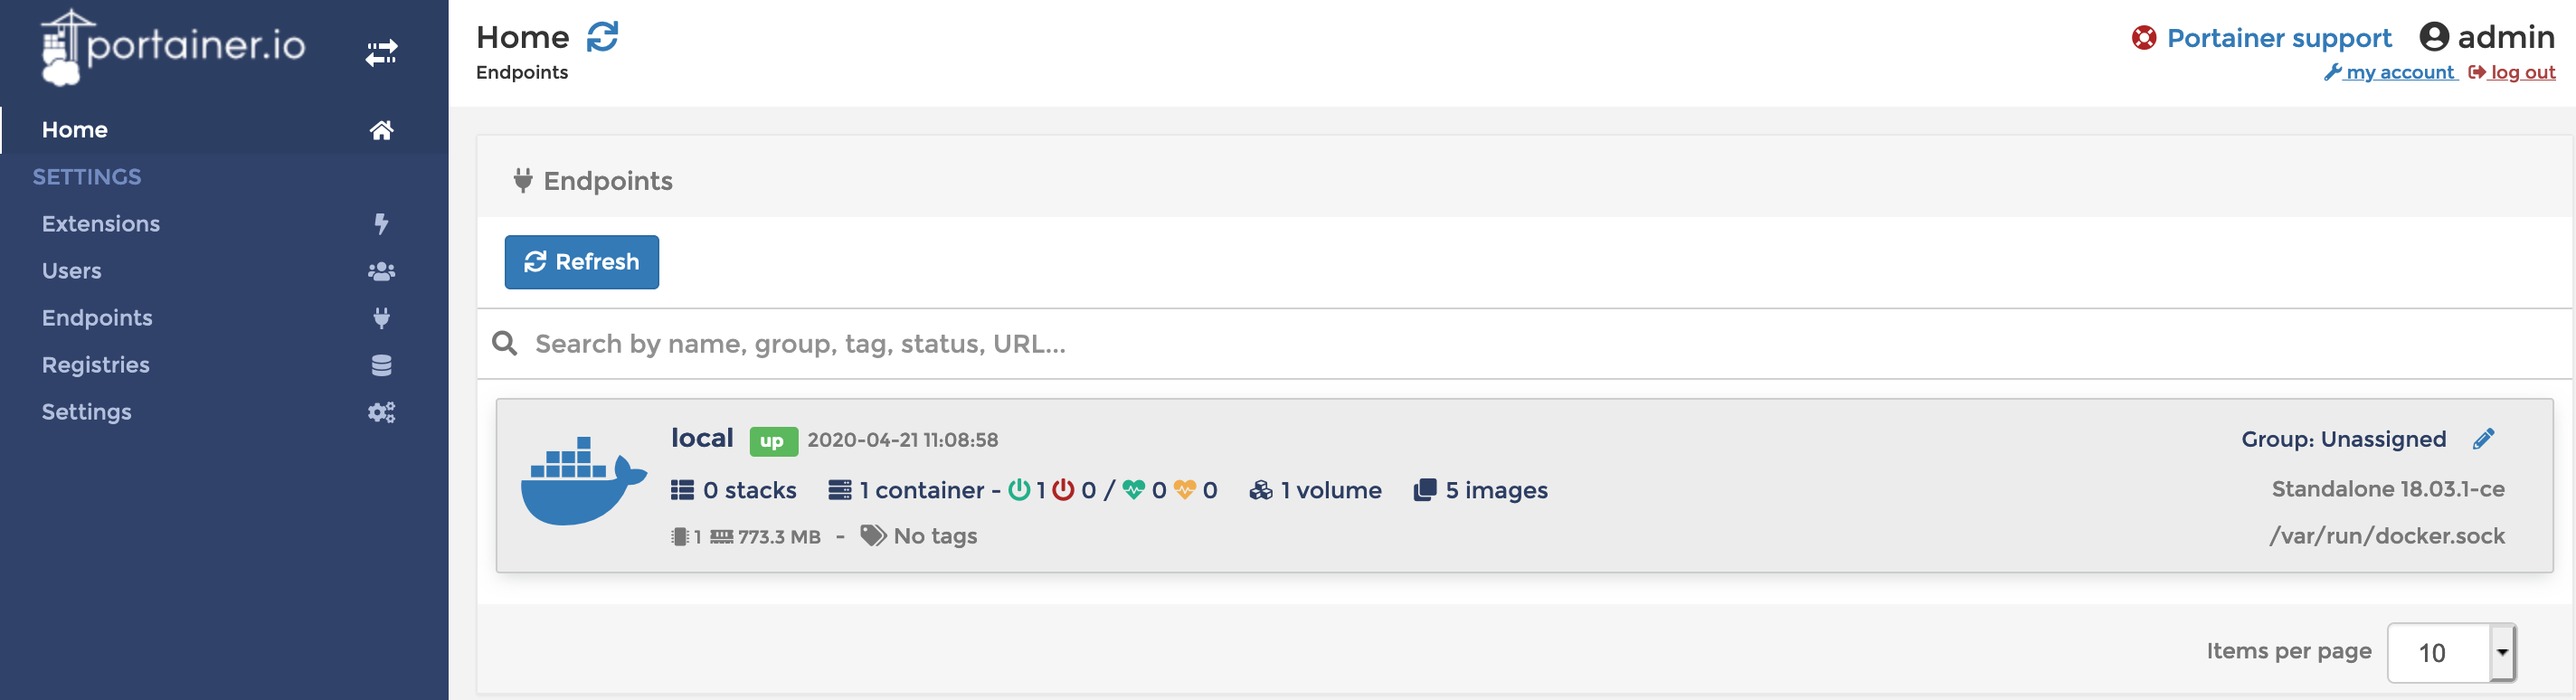 portainer.io
Home
SETTINGS
Extensions
Users
Endpoints
Registries
Settings
Home
Endpoints
Portainer support admin
my account log out
Endpoints
Refresh
Search by name, group, tag, status, URL...
local up 2020-04-21 11:08:58 Group: Unassigned
0 stacks 1 container - 1 0 / 0 0 1 volume 5 images Standalone 18.03.1-ce
1 773.3 MB - No tags /var/run/docker.sock
Items per page 10